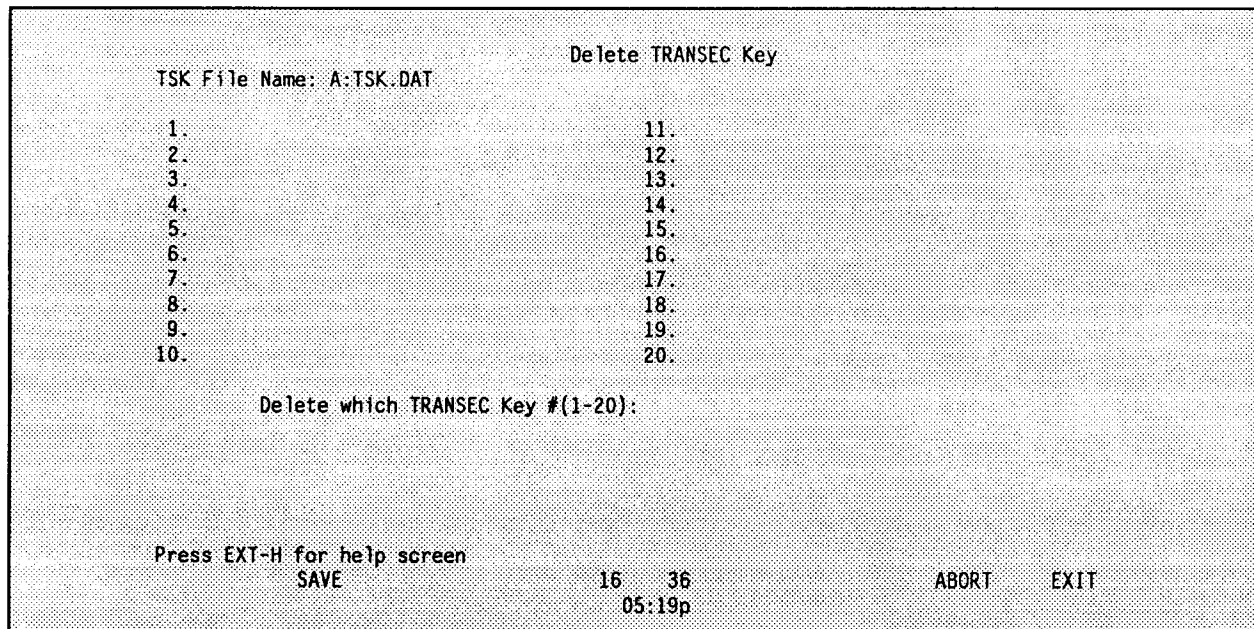 Delete TRANSEC Key
TSK File Name: A:TSK.DAT
1. 11.
2. 12.
3. 13.
4. 14.
5. 15.
6. 16.
7. 17.
8. 18.
9. 19.
10. 20.
Delete which TRANSEC Key #(1-20):
Press EXT-H for help screen
SAVE 16 36 ABORT EXIT
05:19p